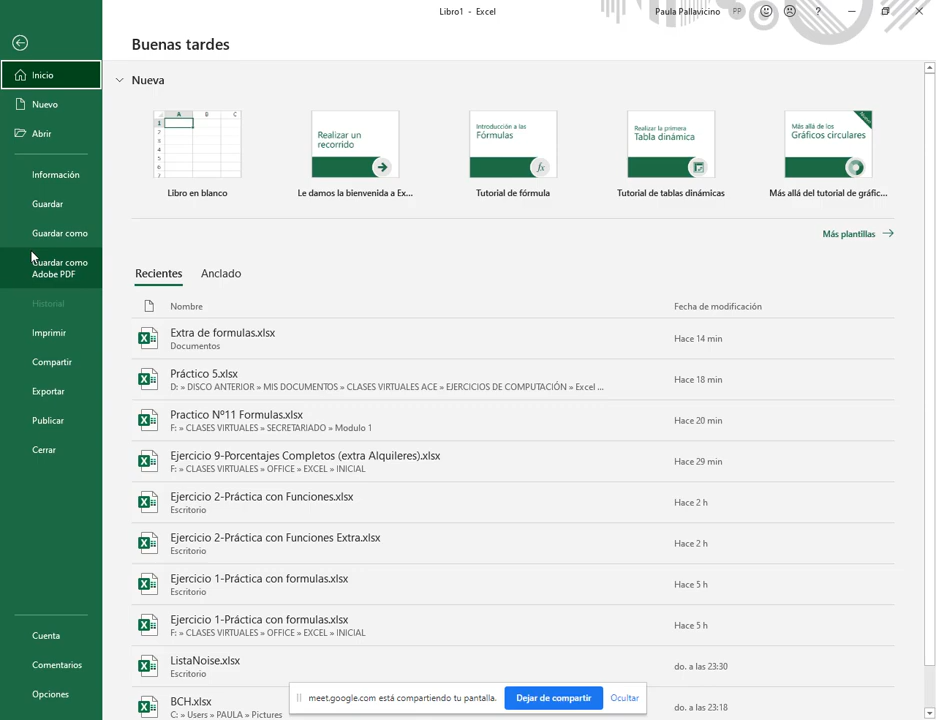 Libro1 - Excel
Paula Pallavicino
PP
?
Inicio
Nuevo
Abrir
Información
Guardar
Guardar como
Guardar como
Adobe PDF
Historial
Imprimir
Compartir
Exportar
Publicar
Cerrar
Cuenta
Comentarios
Opciones
Buenas tardes
Nueva
A B C
1
2
3
4
5
6
7
Libro en blanco
Realizar un
recorrido
Le damos la bienvenida a Ex...
Introducción a las
Fórmulas
fx
Tutorial de fórmula
Realizar la primera
Tabla dinámica
Tutorial de tablas dinámicas
Más allá de los
Gráficos circulares
Más allá del tutorial de gráfic...
Más plantillas
Recientes Anclado
Nombre Fecha de modificación
Extra de formulas.xlsx
Documentos
Hace 14 min
Práctico 5.xlsx
D: » DISCO ANTERIOR » MIS DOCUMENTOS » CLASES VIRTUALES ACE » EJERCICIOS DE COMPUTACIÓN » Excel ...
Hace 18 min
Practico Nº11 Formulas.xlsx
F: » CLASES VIRTUALES » SECRETARIADO » Modulo 1
Hace 20 min
Ejercicio 9-Porcentajes Completos (extra Alquileres).xlsx
F: » CLASES VIRTUALES » OFFICE » EXCEL » INICIAL
Hace 29 min
Ejercicio 2-Práctica con Funciones.xlsx
Escritorio
Hace 2 h
Ejercicio 2-Práctica con Funciones Extra.xlsx
Escritorio
Hace 2 h
Ejercicio 1-Práctica con formulas.xlsx
Escritorio
Hace 5 h
Ejercicio 1-Práctica con formulas.xlsx
F: » CLASES VIRTUALES » OFFICE » EXCEL » INICIAL
Hace 5 h
ListaNoise.xlsx
Escritorio
do. a las 23:30
BCH.xlsx
C: » Users » PAULA » Pictures
do. a las 23:18
meet.google.com está compartiendo tu pantalla.
Dejar de compartir
Ocultar